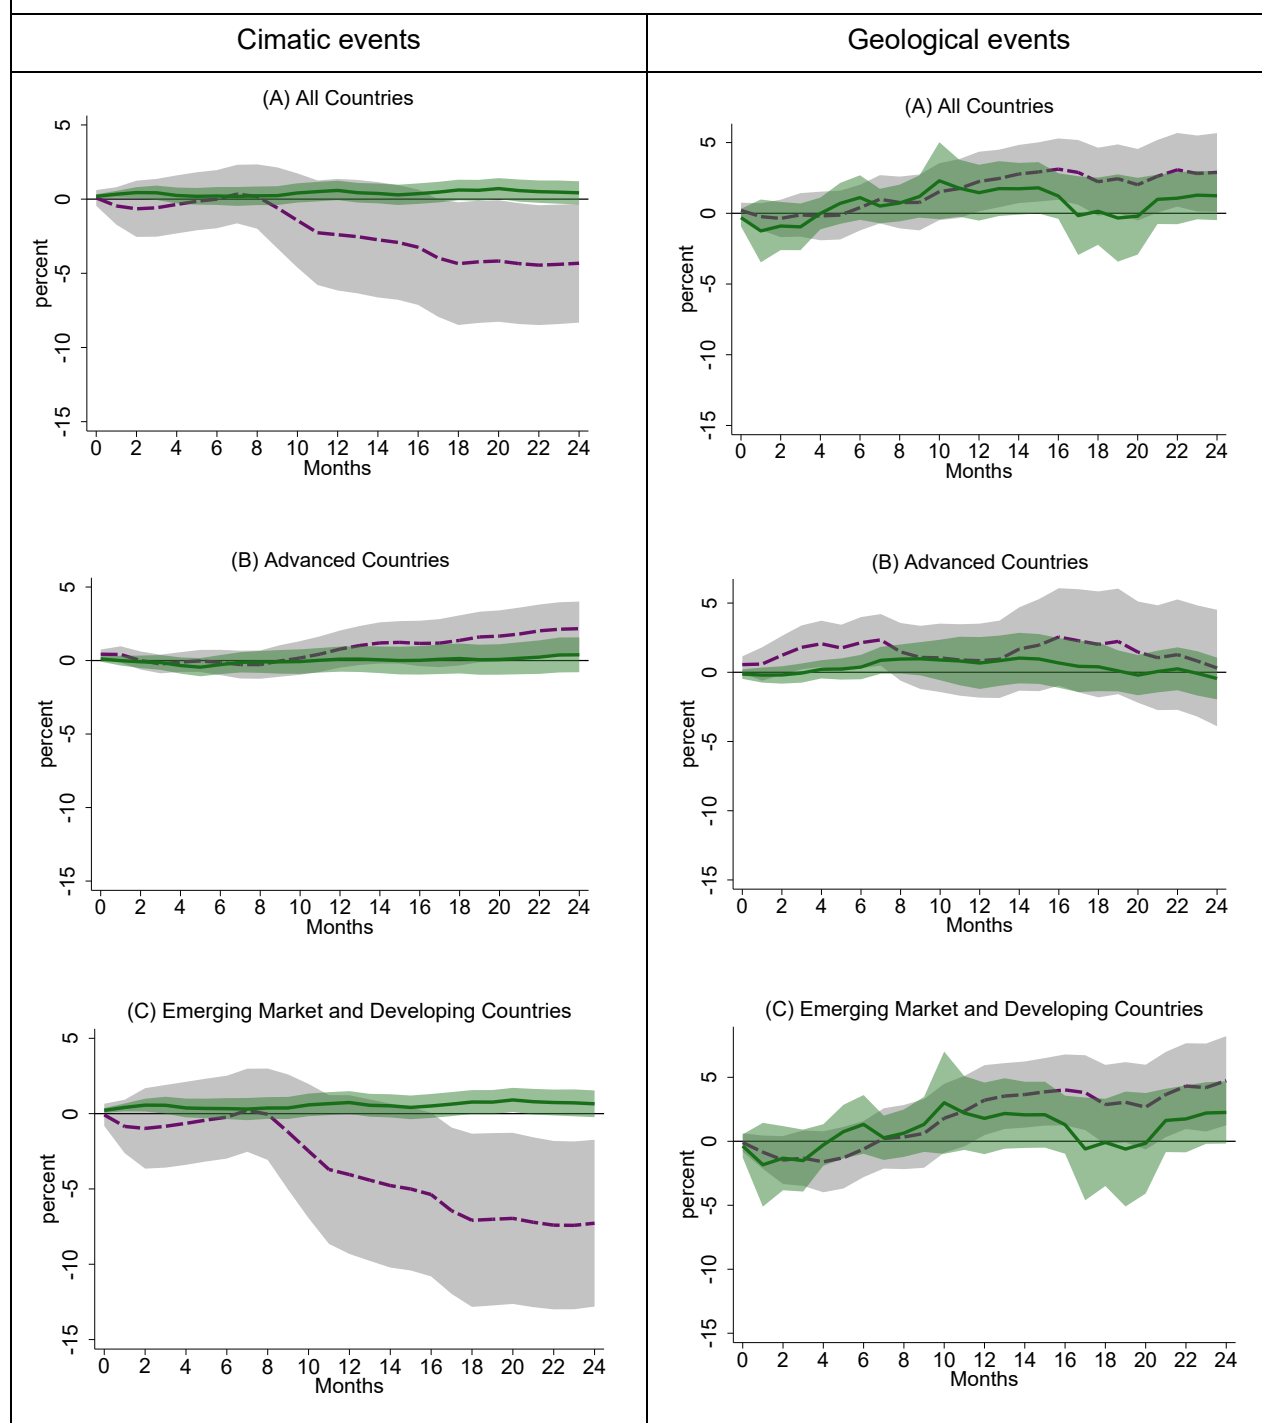 Cimatic events
Geological events
(A) All Countries
5
0
-5
-10
-15
percent
0 2 4 6 8 10 12 14 16 18 20 22 24
Months
(A) All Countries
5
0
-5
-10
-15
percent
0 2 4 6 8 10 12 14 16 18 20 22 24
Months
(B) Advanced Countries
5
0
-5
-10
-15
percent
0 2 4 6 8 10 12 14 16 18 20 22 24
Months
(B) Advanced Countries
5
0
-5
-10
-15
percent
0 2 4 6 8 10 12 14 16 18 20 22 24
Months
(C) Emerging Market and Developing Countries
5
0
-5
-10
-15
percent
0 2 4 6 8 10 12 14 16 18 20 22 24
Months
(C) Emerging Market and Developing Countries
5
0
-5
-10
-15
percent
0 2 4 6 8 10 12 14 16 18 20 22 24
Months